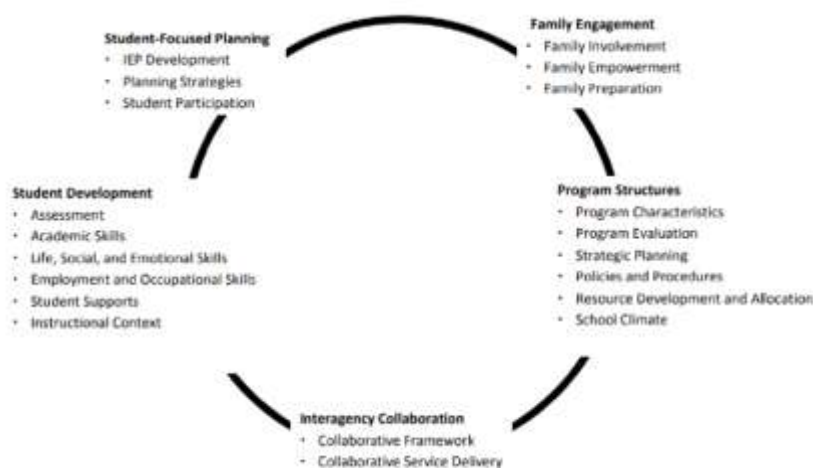 Student-Focused Planning
• IEP Development
• Planning Strategies
• Student Participation
Family Engagement
• Family Involvement
• Family Empowerment
• Family Preparation
Student Development
• Assessment
• Academic Skills
• Life, Social, and Emotional Skills
• Employment and Occupational Skills
• Student Supports
• Instructional Context
Program Structures
• Program Characteristics
• Program Evaluation
• Strategic Planning
• Policies and Procedures
• Resource Development and Allocation
• School Climate
Interagency Collaboration
• Collaborative Framework
• Collaborative Service Delivery